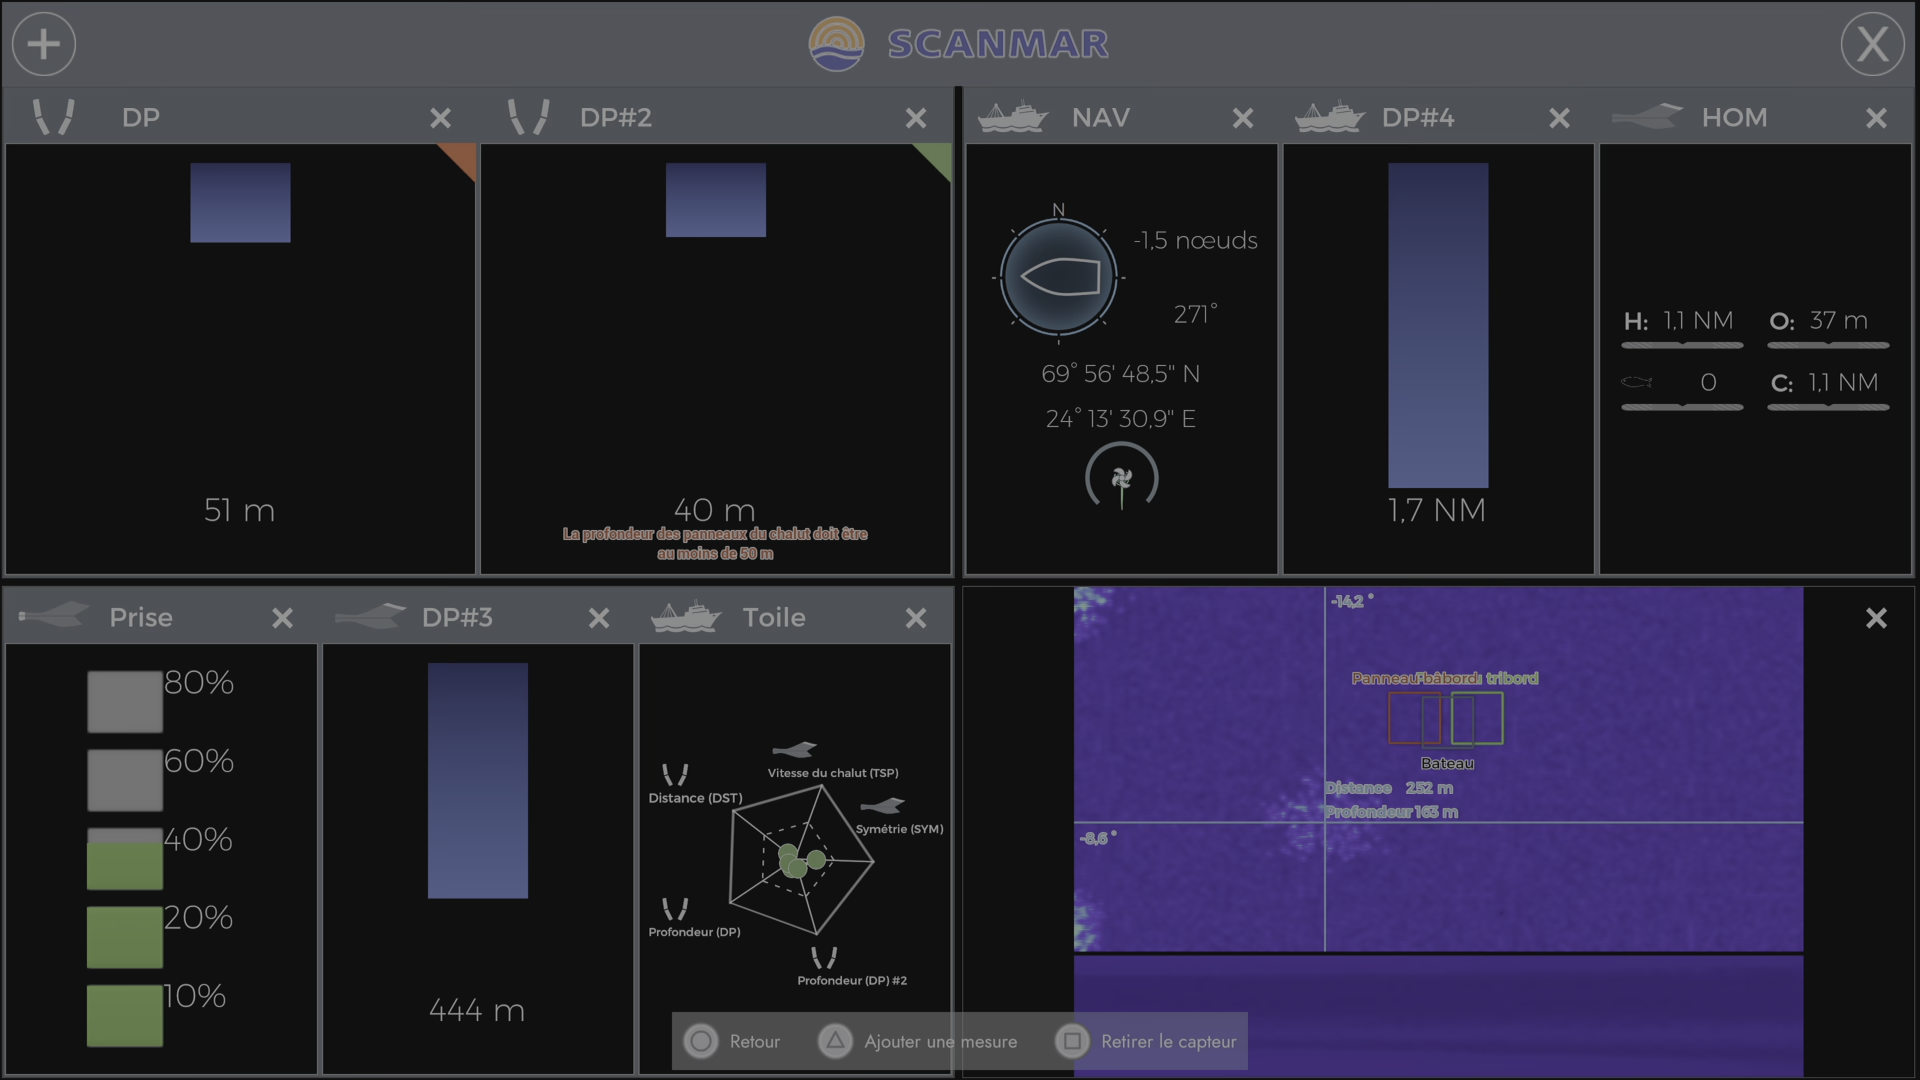 SCANMAR
X
DP
DP#2
NAV
DP#4
HOM
51 m
40 m
La profondeur des panneaux du chalut doit être
au moins de 50 m
N
-1,5 nœuds
271°
69° 56' 48,5" N
24° 13' 30,9" E
1,7 NM
H: 1,1 NM
O: 37 m
0
C: 1,1 NM
Prise
DP#3
Toile
80%
60%
40%
20%
10%
444 m
Vitesse du chalut (TSP)
Distance (DST)
Symétrie (SYM)
Profondeur (DP)
Profondeur (DP) #2
-14,2 °
Panneau bâbord
tribord
Bateau
Distance 252 m
Profondeur 163 m
-8,6 °
Retour
Ajouter une mesure
Retirer le capteur